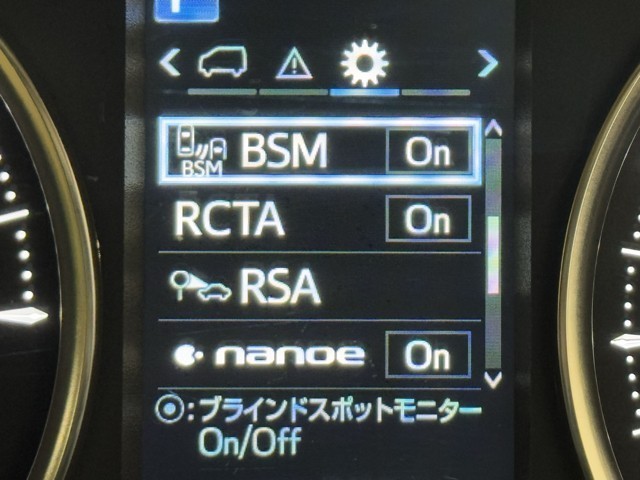 BSM BSM On
RCTA On
RSA
nanoe On
◎:ブラインドスポットモニター
On/Off